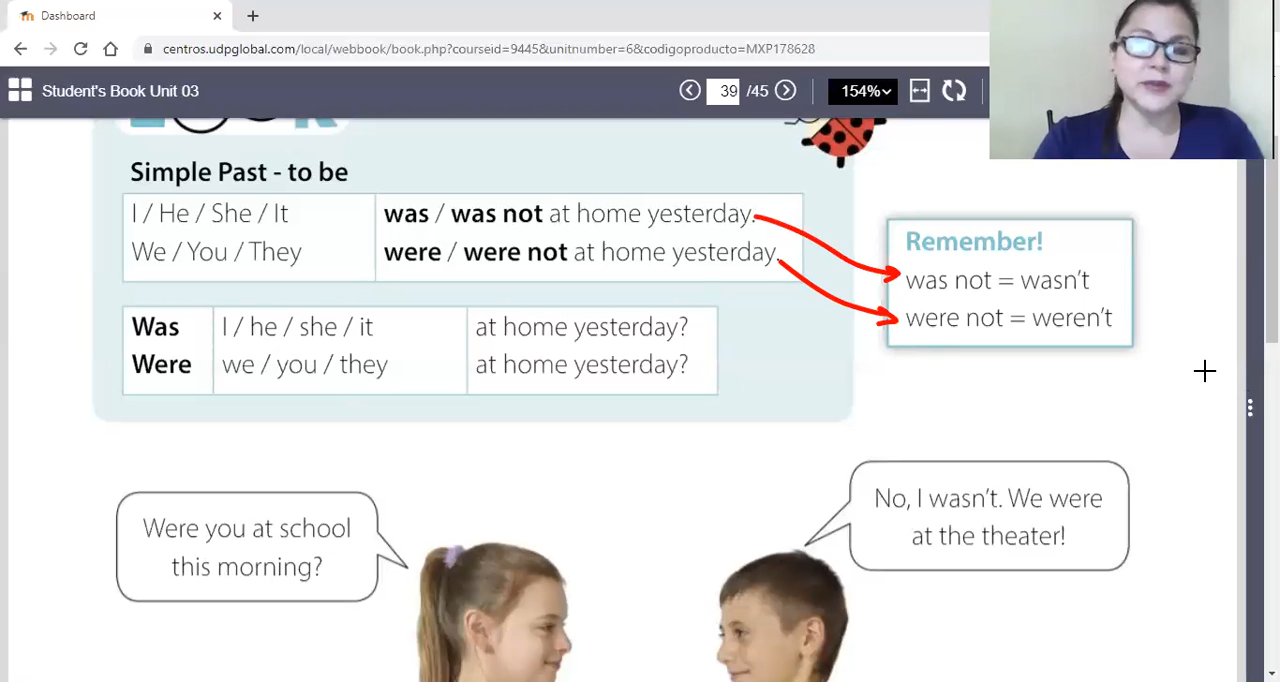 Dashboard
centros.udpglobal.com/local/webbook/book.php?courseid=9445&unitnumber=6&codigoproducto=MXP178628
Student's Book Unit 03
39 /45
154%
Simple Past - to be
I / He / She / It
was / was not at home yesterday.
We / You / They
were / were not at home yesterday.
Remember!
was not = wasn't
were not = weren't
Was
I / he / she / it
at home yesterday?
Were
we / you / they
at home yesterday?
Were you at school
this morning?
No, I wasn't. We were
at the theater!